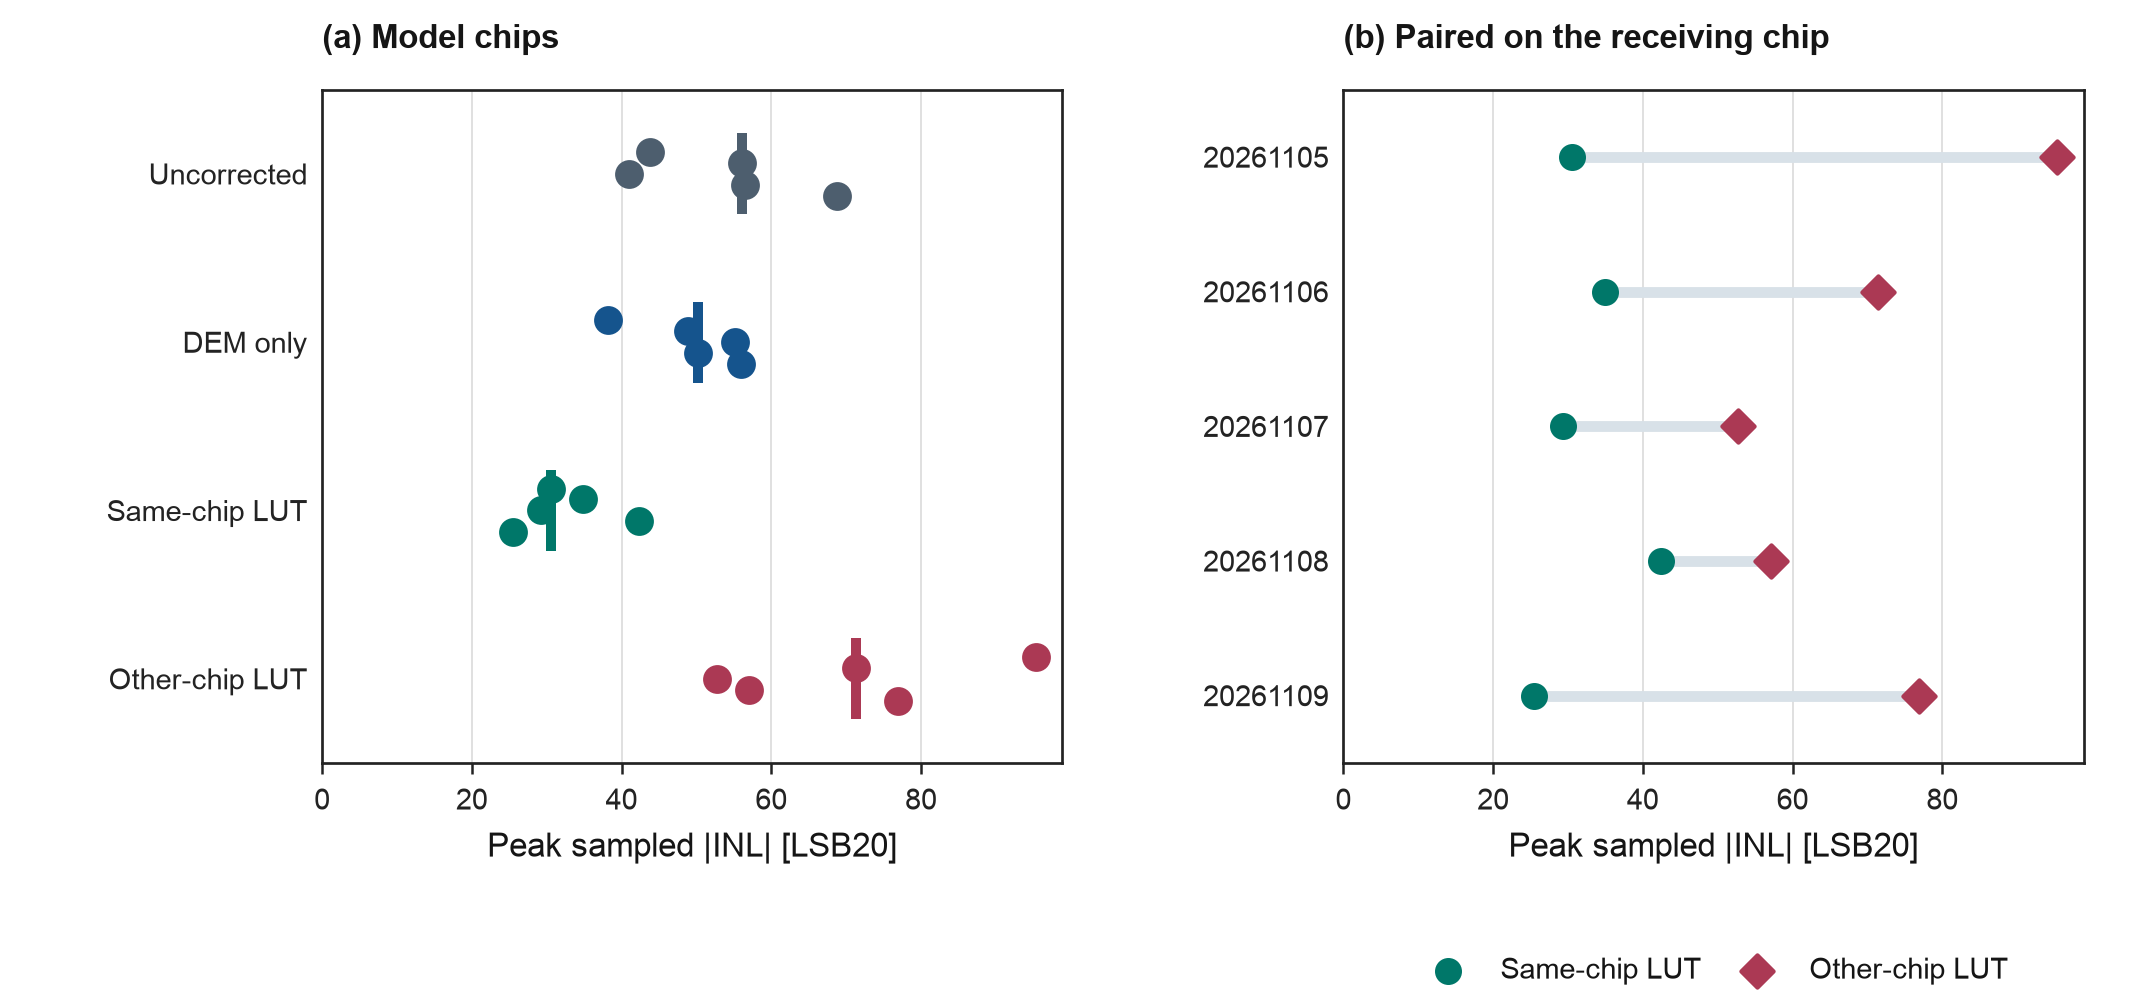 (a) Model chips
Uncorrected
DEM only
Same-chip LUT
Other-chip LUT
0 20 40 60 80
Peak sampled |INL| [LSB20]
(b) Paired on the receiving chip
20261105
20261106
20261107
20261108
20261109
0 20 40 60 80
Peak sampled |INL| [LSB20]
Same-chip LUT Other-chip LUT